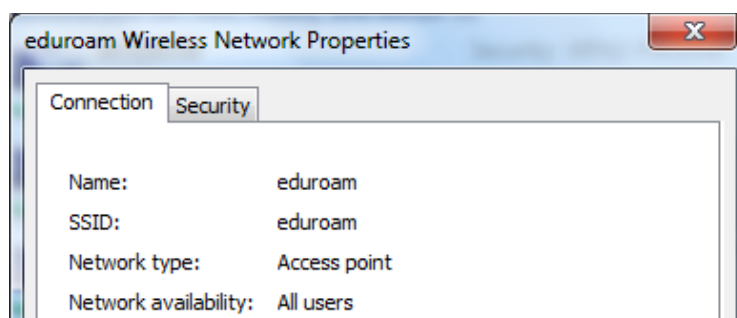 eduroam Wireless Network Properties
Connection Security
Name: eduroam
SSID: eduroam
Network type: Access point
Network availability: All users